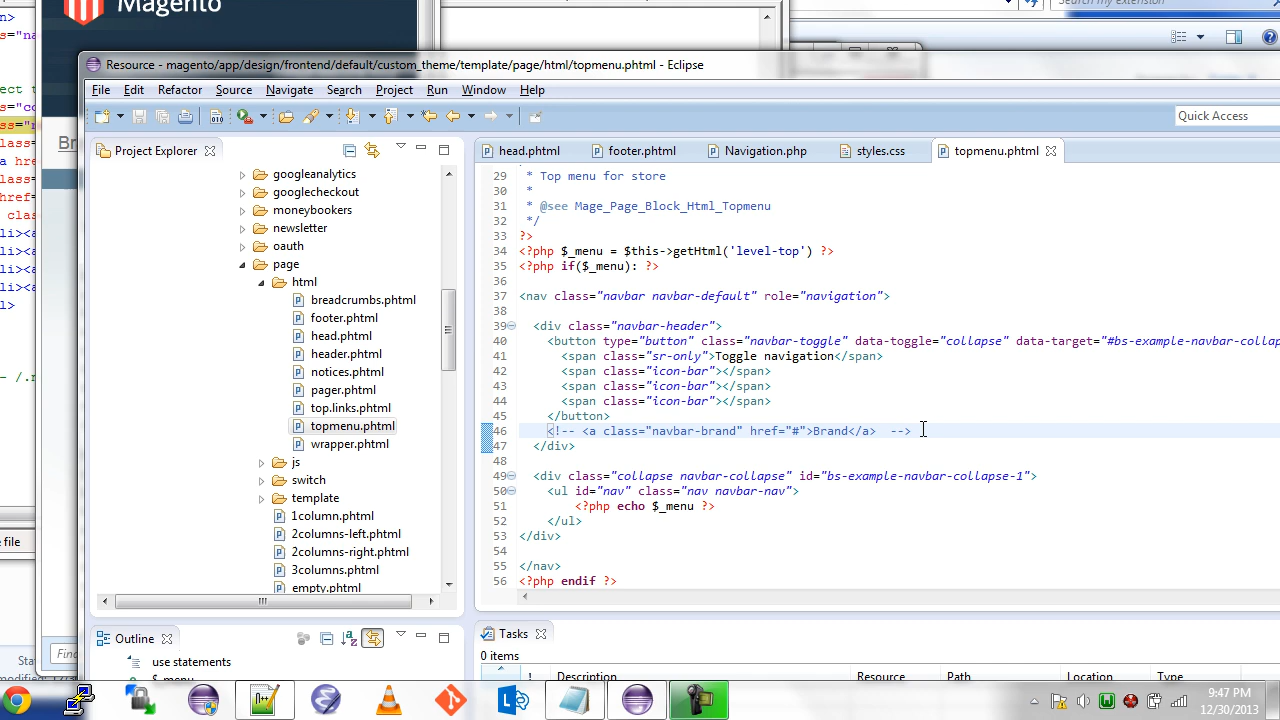 Magento
Search my extension
Resource - magento/app/design/frontend/default/custom_theme/template/page/html/topmenu.phtml - Eclipse
File Edit Refactor Source Navigate Search Project Run Window Help
Quick Access
Project Explorer
head.phtml footer.phtml Navigation.php styles.css topmenu.phtml
googleanalytics
googlecheckout
moneybookers
newsletter
oauth
page
html
breadcrumbs.phtml
footer.phtml
head.phtml
header.phtml
notices.phtml
pager.phtml
top.links.phtml
topmenu.phtml
wrapper.phtml
js
switch
template
1column.phtml
2columns-left.phtml
2columns-right.phtml
3columns.phtml
empty.phtml
29 * Top menu for store
30 *
31 * @see Mage_Page_Block_Html_Topmenu
32 */
33 ?>
34 <?php $_menu = $this->getHtml('level-top') ?>
35 <?php if($_menu): ?>
36
37 <nav class="navbar navbar-default" role="navigation">
38
39 <div class="navbar-header">
40 <button type="button" class="navbar-toggle" data-toggle="collapse" data-target="#bs-example-navbar-collap
41 <span class="sr-only">Toggle navigation</span>
42 <span class="icon-bar"></span>
43 <span class="icon-bar"></span>
44 <span class="icon-bar"></span>
45 </button>
46 <!-- <a class="navbar-brand" href="#">Brand</a> -->
47 </div>
48
49 <div class="collapse navbar-collapse" id="bs-example-navbar-collapse-1">
50 <ul id="nav" class="nav navbar-nav">
51 <?php echo $_menu ?>
52 </ul>
53 </div>
54
55 </nav>
56 <?php endif ?>
Outline
use statements
Tasks
0 items
! Description Resource Path Location Type
9:47 PM
12/30/2013